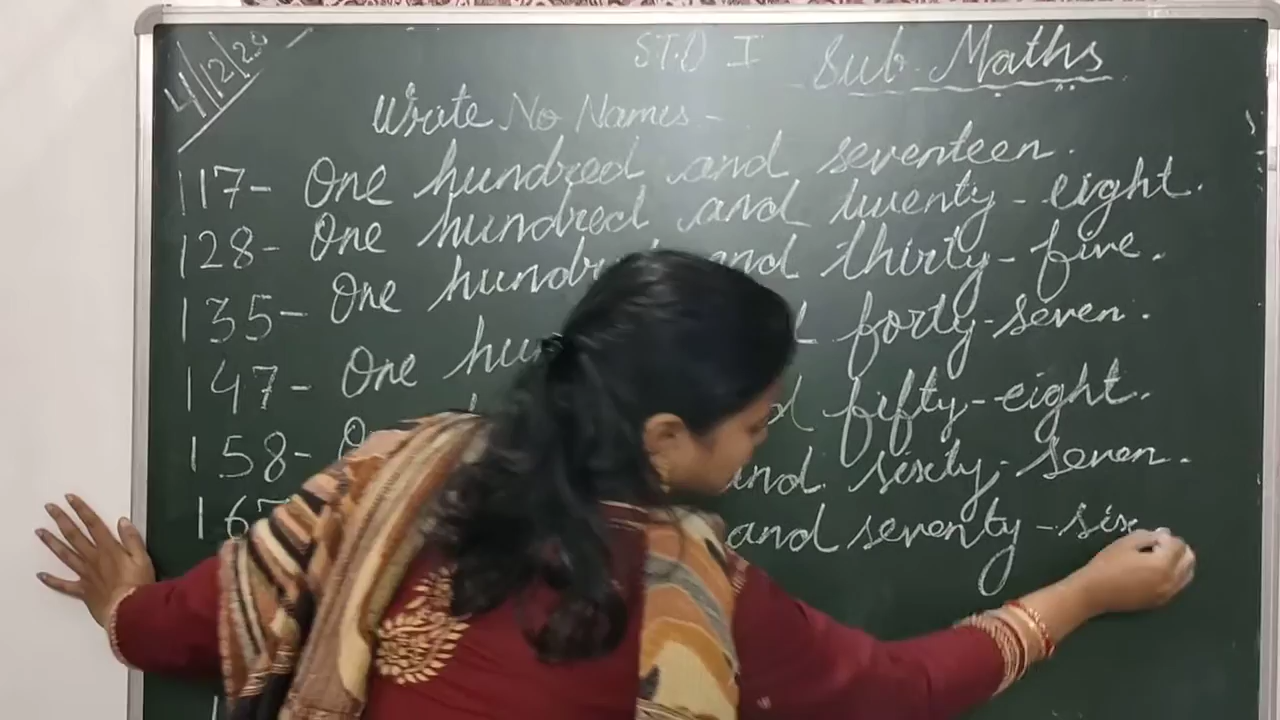 4/12/20
STD I Sub. Maths
Write No Names -
117- One hundred and seventeen.
128- One hundred and twenty-eight.
135- One and thirty-five.
147- One forty-seven.
158- fifty-eight.
and sixty-seven.
and seventy-six